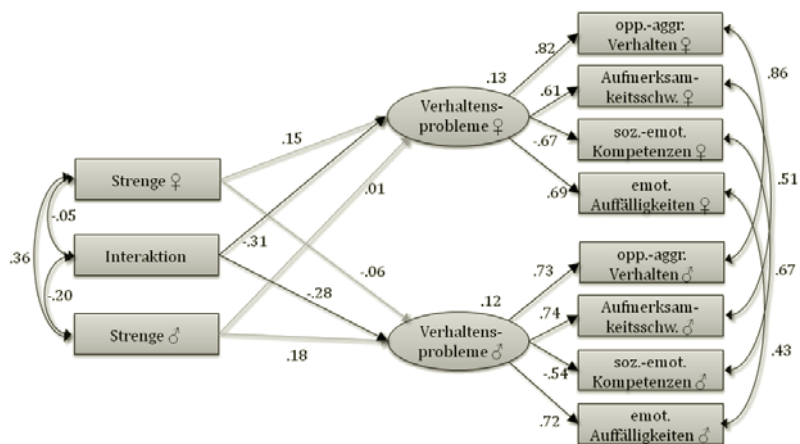 opp.-aggr.
Verhalten ♀
.82
.86
.13
Aufmerksam-
keitsschw. ♀
.61
Verhaltens-
probleme ♀
.15
soz.-emot.
Kompetenzen ♀
-.67
Strenge ♀
.01
emot.
Auffälligkeiten ♀
.69
.51
-.05
-.31
.36
Interaktion
-.06
opp.-aggr.
Verhalten ♂
.73
.67
-.20
-.28
.12
Aufmerksam-
keitsschw. ♂
.74
Strenge ♂
Verhaltens-
probleme ♂
.18
.43
soz.-emot.
Kompetenzen ♂
-.54
emot.
Auffälligkeiten ♂
.72